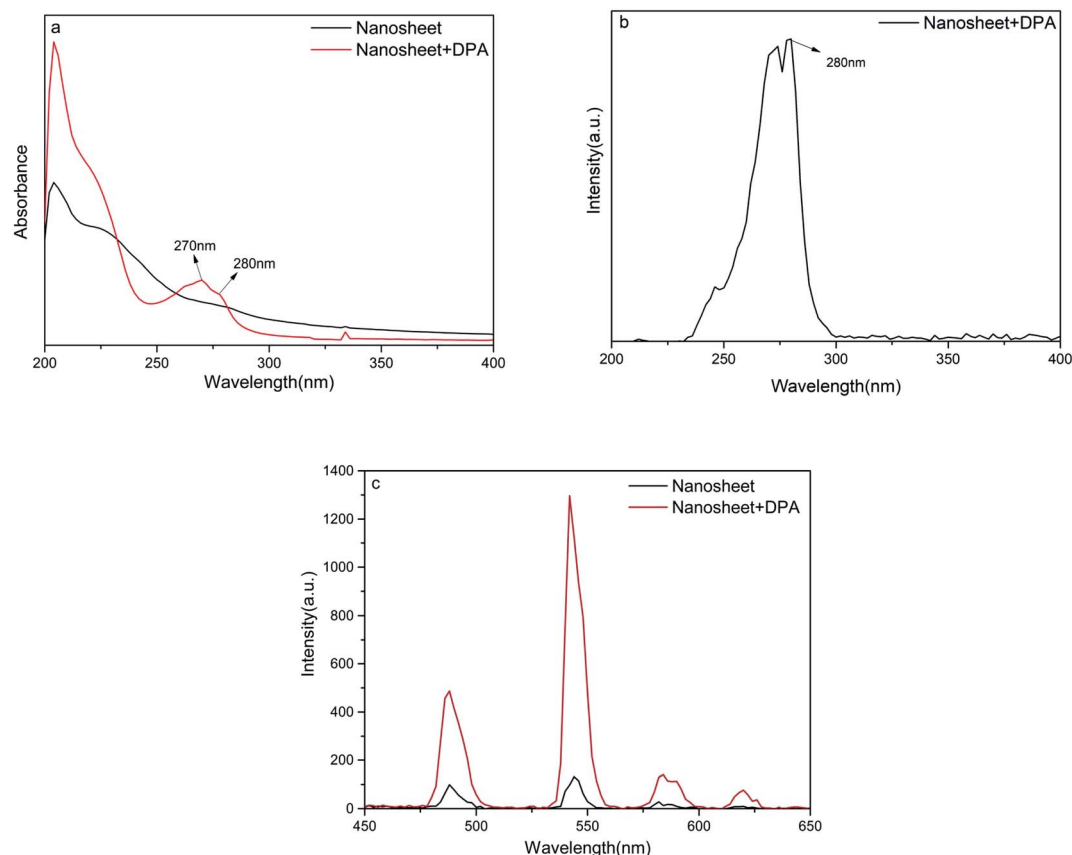 a
Nanosheet
Nanosheet+DPA
Absorbance
270nm
280nm
200 250 300 350 400
Wavelength(nm)
b
Nanosheet+DPA
280nm
Intensity(a.u.)
200 250 300 350 400
Wavelength(nm)
c
Nanosheet
Nanosheet+DPA
1400
1200
1000
800
600
400
200
0
Intensity(a.u.)
450 500 550 600 650
Wavelength(nm)